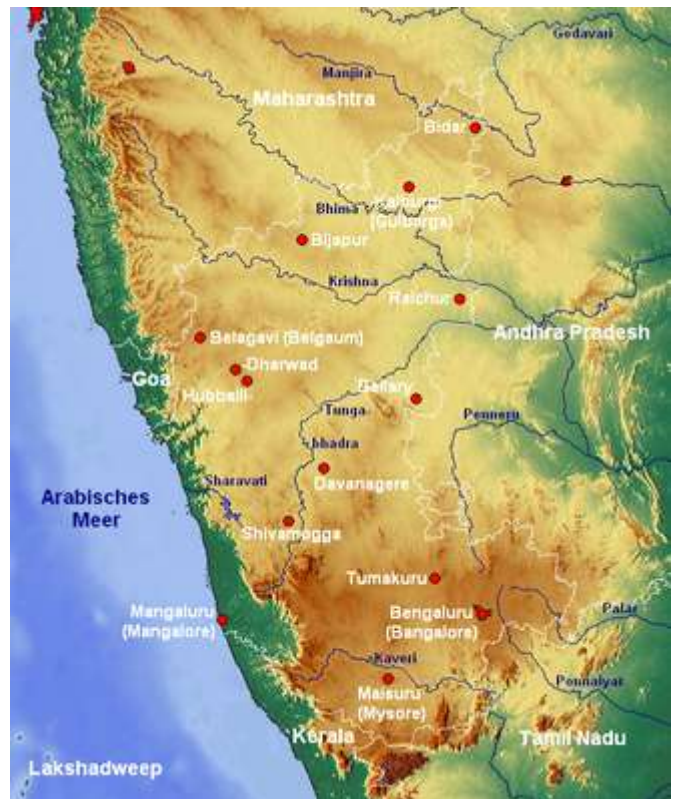 Godavari
Manjira
Maharashtra
Bidar
(Gulbarga)
Bhima
Bijapur
Krishna
Raichur
Andhra Pradesh
Belagavi (Belgaum)
Dharwad
Goa
Hubballi
Bellary
Tunga
Penneru
bhadra
Sharavati
Davanagere
Arabisches
Meer
Shivamogga
Tumakuru
Mangaluru
(Mangalore)
Bengaluru
(Bangalore)
Palar
Kaveri
Ponnaiyar
Maisuru
(Mysore)
Kerala
Tamil Nadu
Lakshadweep